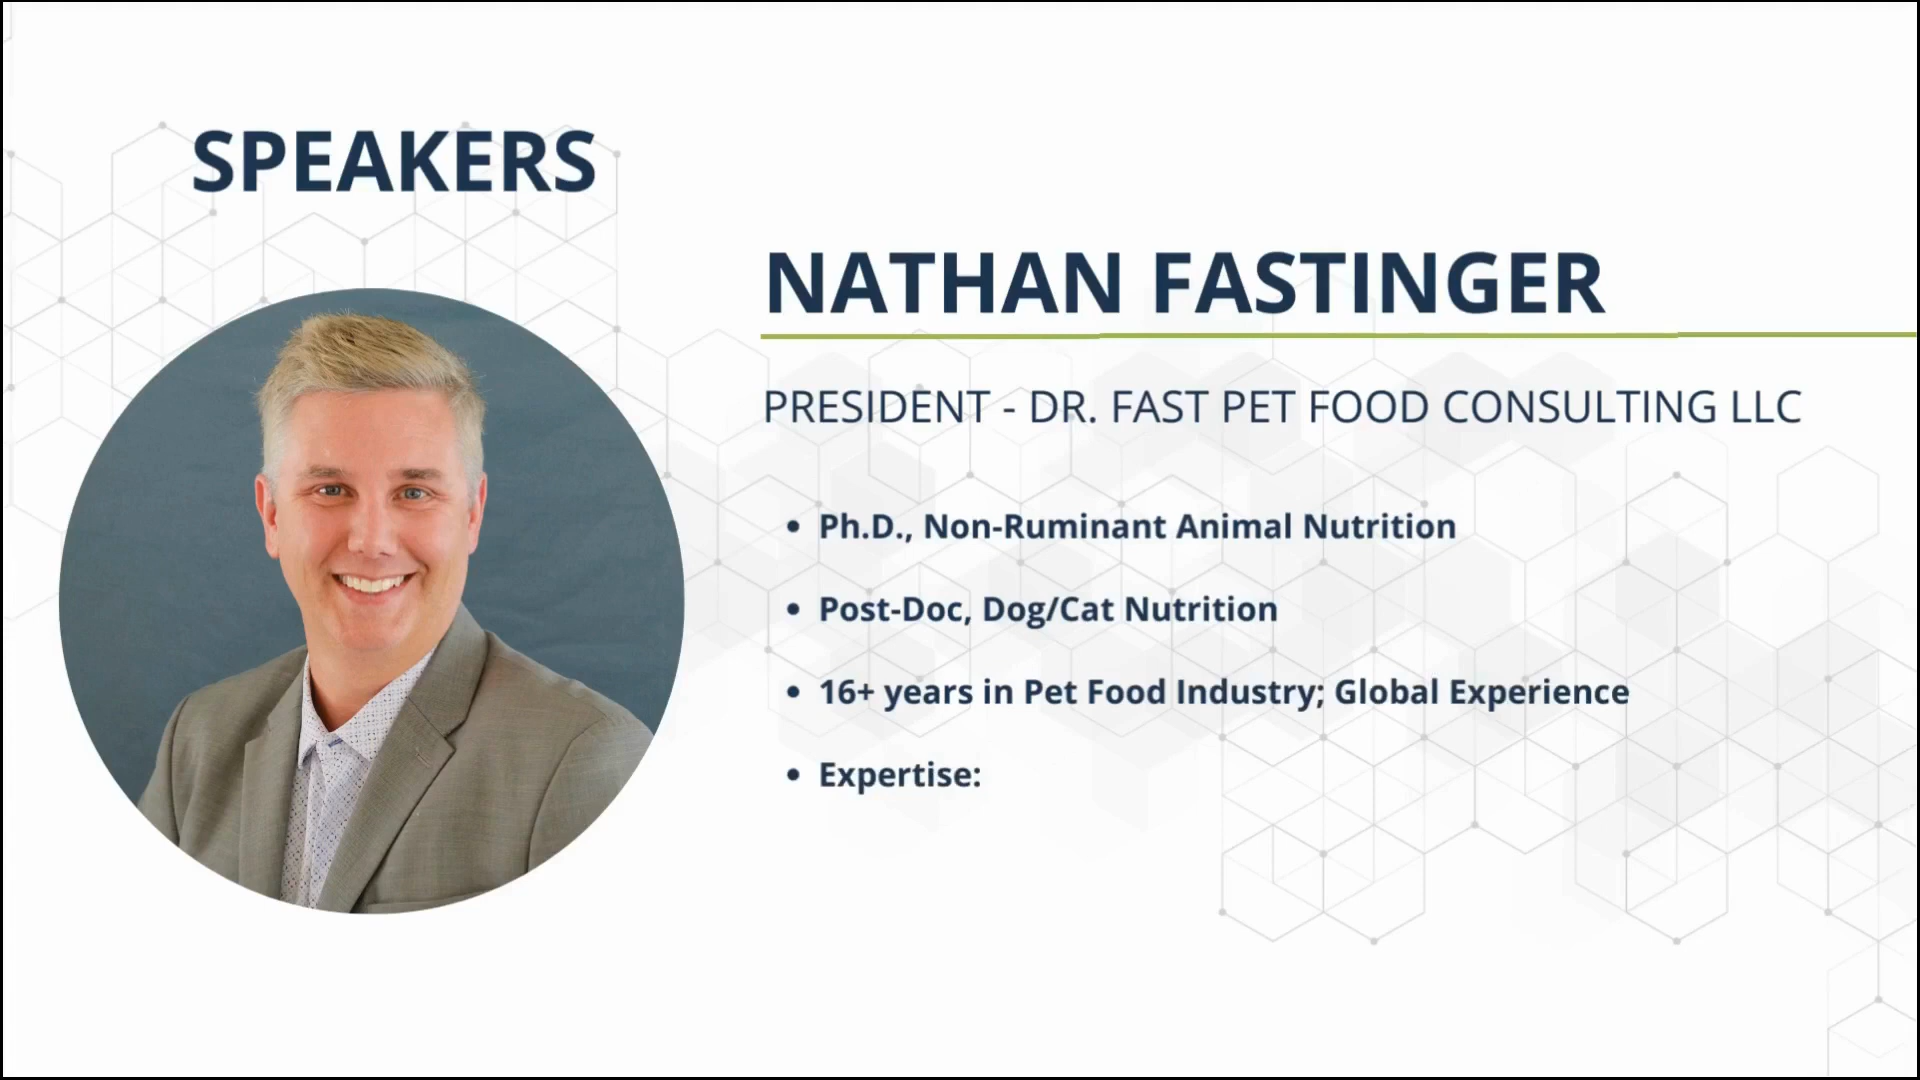 SPEAKERS
NATHAN FASTINGER
PRESIDENT - DR. FAST PET FOOD CONSULTING LLC
• Ph.D., Non-Ruminant Animal Nutrition
• Post-Doc, Dog/Cat Nutrition
• 16+ years in Pet Food Industry; Global Experience
• Expertise: